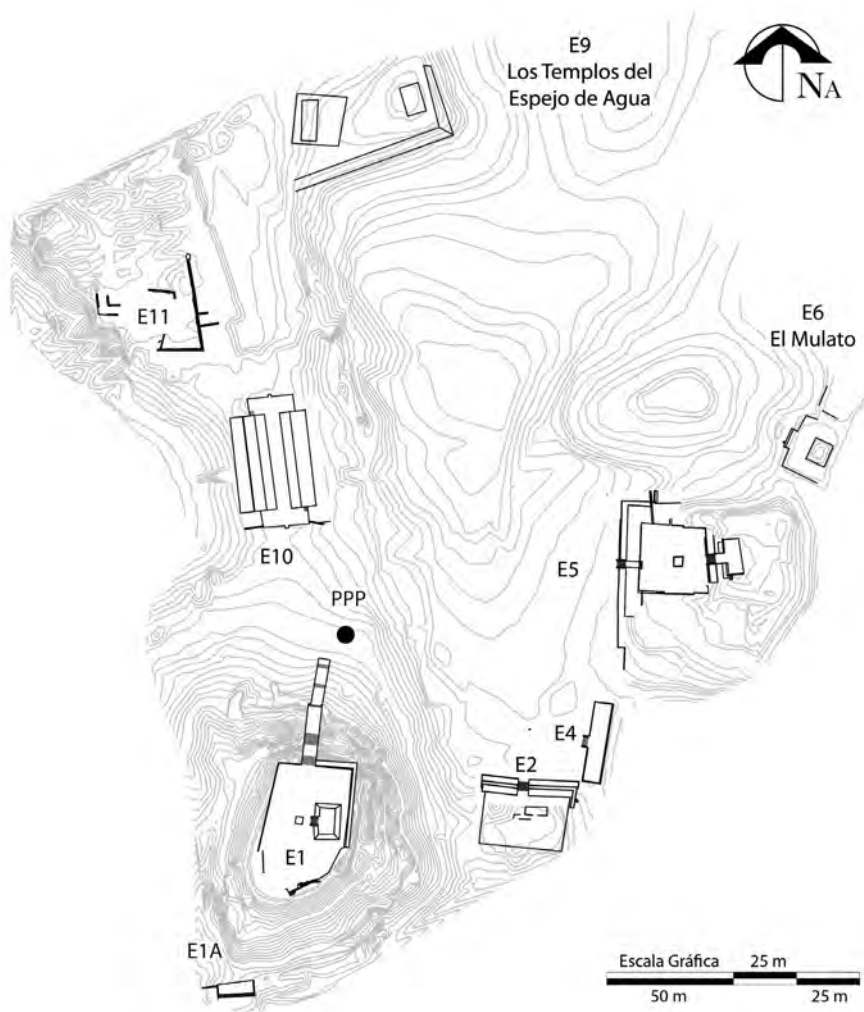 E9
Los Templos del
Espejo de Agua
NA
E11
E6
El Mulato
E10
E5
PPP
E4
E2
E1
E1A
Escala Gráfica 25 m
50 m 25 m